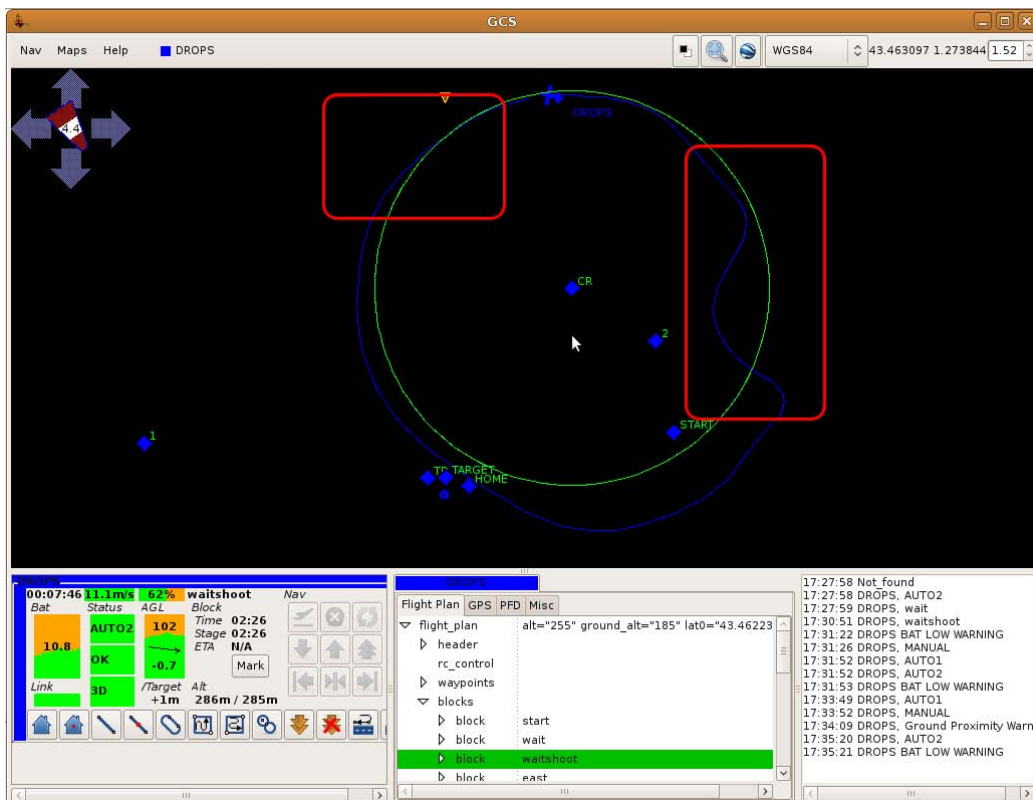 GCS
Nav Maps Help DROPS WGS84 43.463097 1.273844 1.52
4.4
DROPS
CR
2
START
1
TARGET
HOME
DROPS
00:07:46 11.1m/s 62% waitshoot Nav
Bat Status AGL Block
Time 02:26
AUTO2 102 Stage 02:26
10.8 ETA N/A
OK -0.7 Mark
Link 3D /Target Alt
+1m 286m / 285m
DROPS
Flight Plan GPS PFD Misc
flight_plan alt="255" ground_alt="185" lat0="43.46223
header
rc_control
waypoints
blocks
block start
block wait
block waitshoot
block east
17:27:58 Not_found
17:27:58 DROPS, AUTO2
17:27:59 DROPS, wait
17:30:51 DROPS, waitshoot
17:31:22 DROPS BAT LOW WARNING
17:31:26 DROPS, MANUAL
17:31:52 DROPS, AUTO1
17:31:52 DROPS, AUTO2
17:31:53 DROPS BAT LOW WARNING
17:33:49 DROPS, AUTO1
17:33:52 DROPS, MANUAL
17:34:09 DROPS, Ground Proximity Warn
17:35:20 DROPS, AUTO2
17:35:21 DROPS BAT LOW WARNING